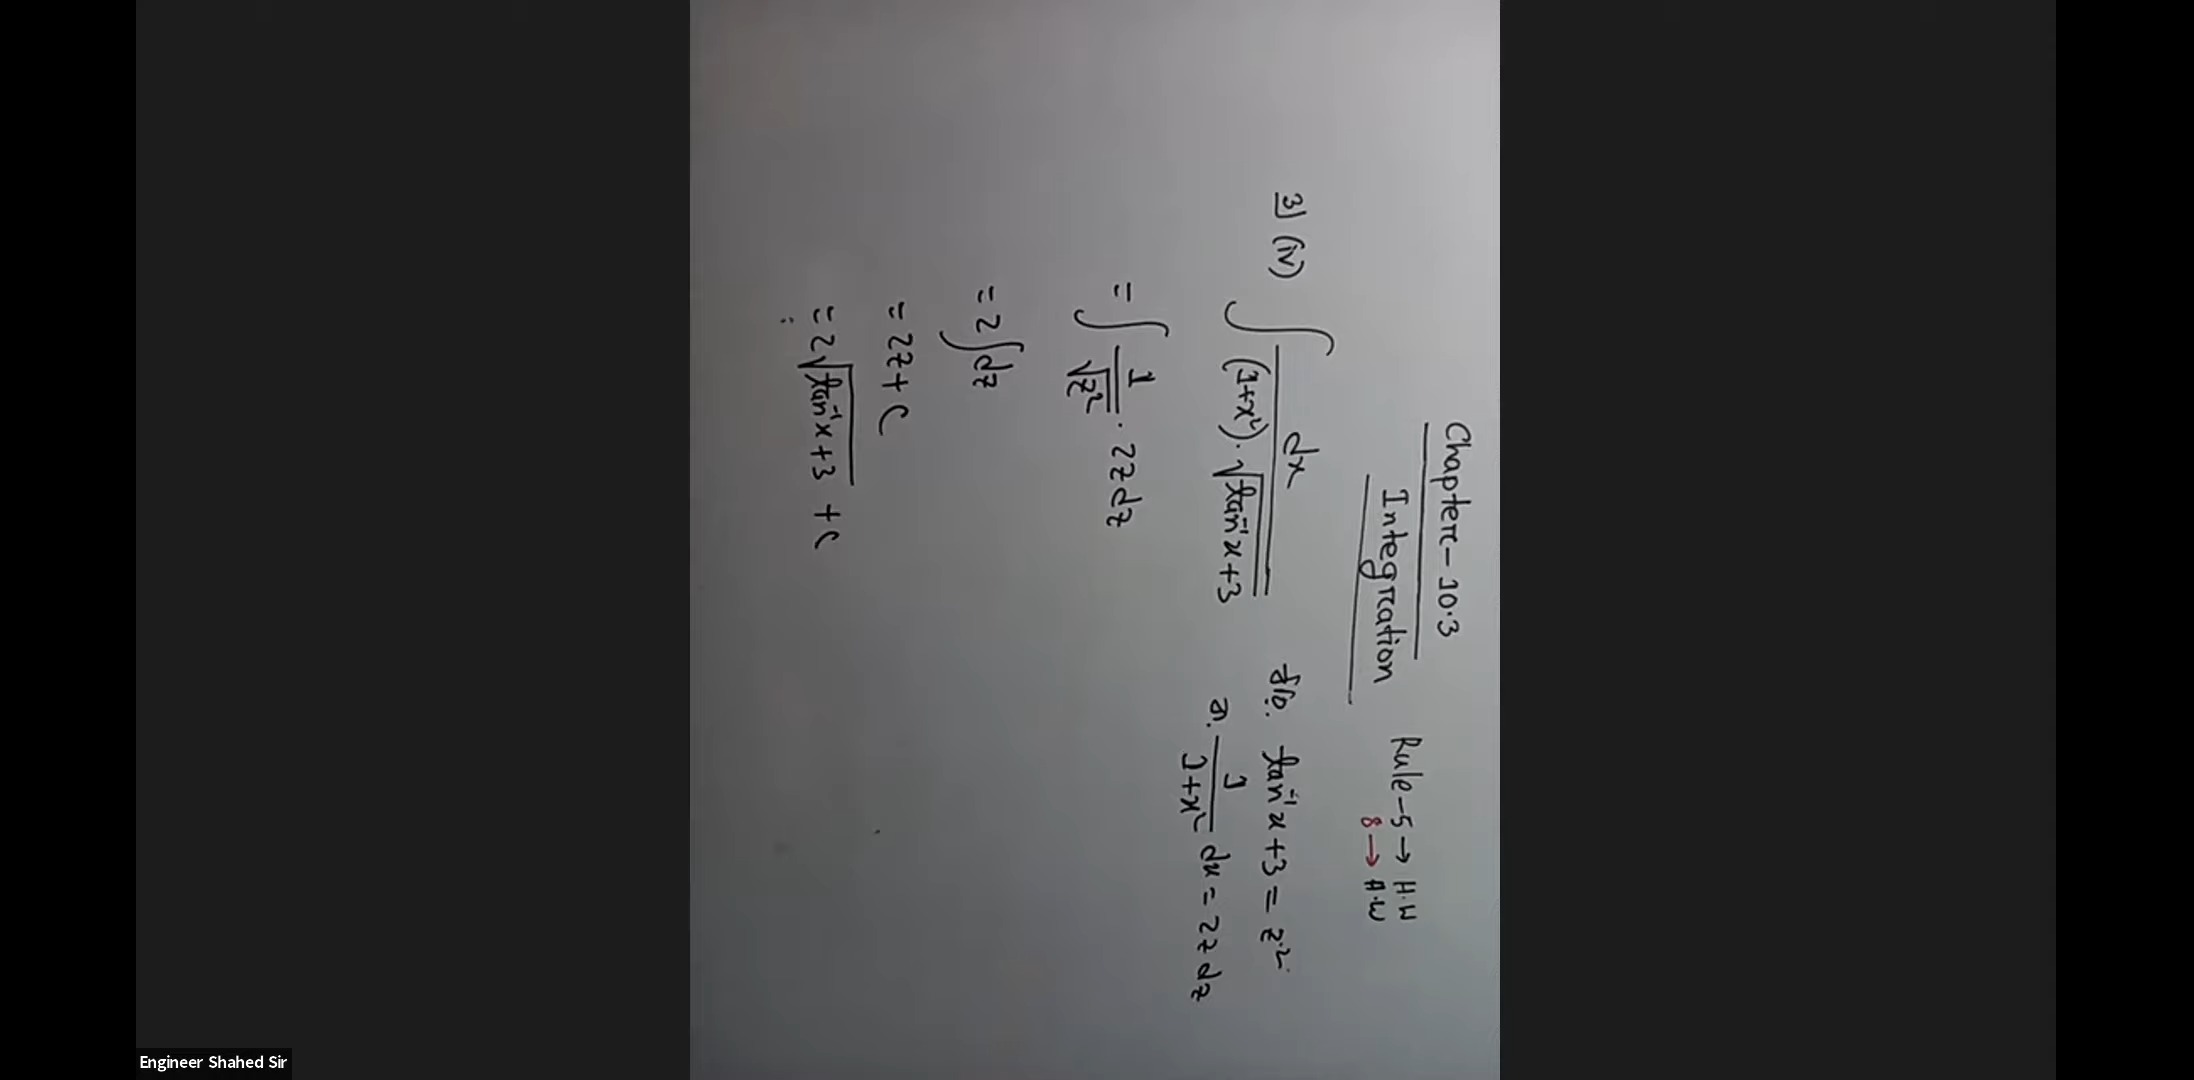 Chapter-10.3
Integration
Rule-5 → H.W
8 → H.W
3) (iv) ∫ dx / (1+x²)·√(tan⁻¹x+3)
ধরি, tan⁻¹x+3 = z²
বা, 1/(1+x²) dx = 2z dz
= ∫ 1/√z² · 2z dz
= 2∫dz
= 2z + c
= 2√(tan⁻¹x+3) + c
Engineer Shahed Sir